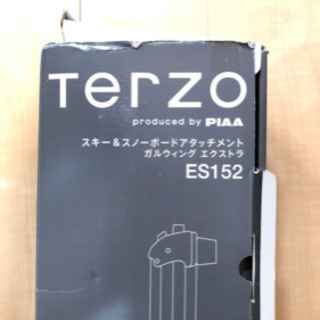 Terzo
produced by PIAA
スキー＆スノーボードアタッチメント
ガルウィング エクストラ
ES152